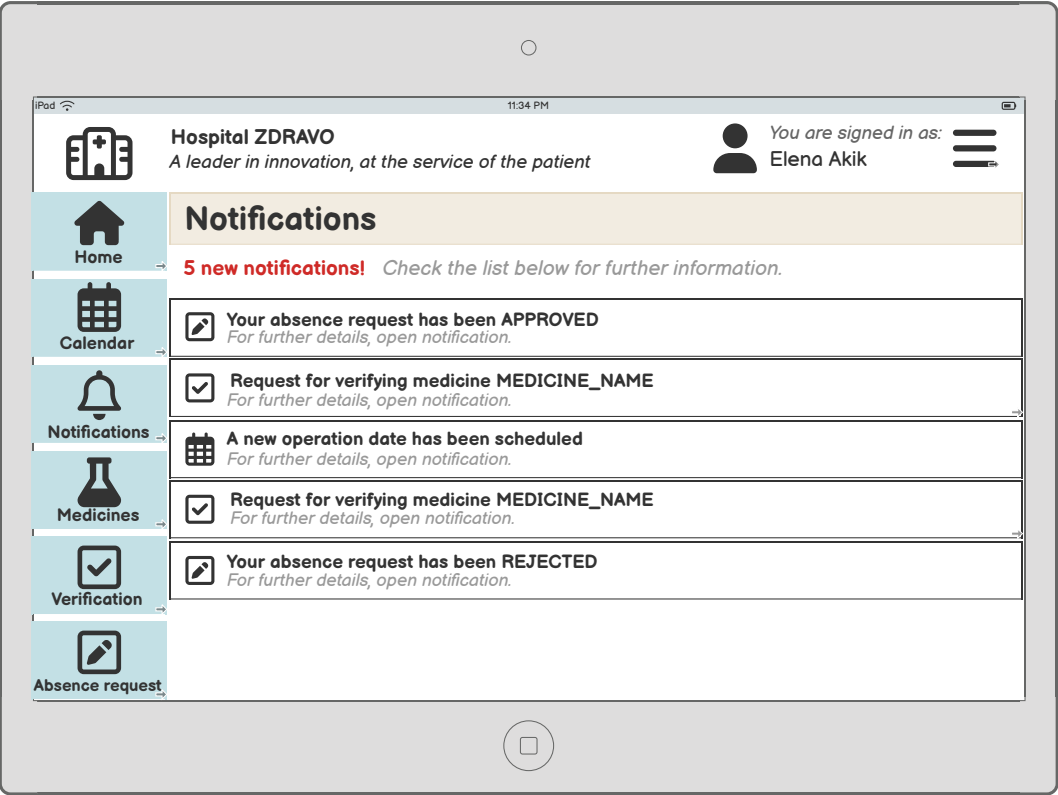 iPad
11:34 PM
Hospital ZDRAVO
A leader in innovation, at the service of the patient
You are signed in as:
Elena Akik
Home
Calendar
Notifications
Medicines
Verification
Absence request
Notifications
5 new notifications! Check the list below for further information.
Your absence request has been APPROVED
For further details, open notification.
Request for verifying medicine MEDICINE_NAME
For further details, open notification.
A new operation date has been scheduled
For further details, open notification.
Request for verifying medicine MEDICINE_NAME
For further details, open notification.
Your absence request has been REJECTED
For further details, open notification.